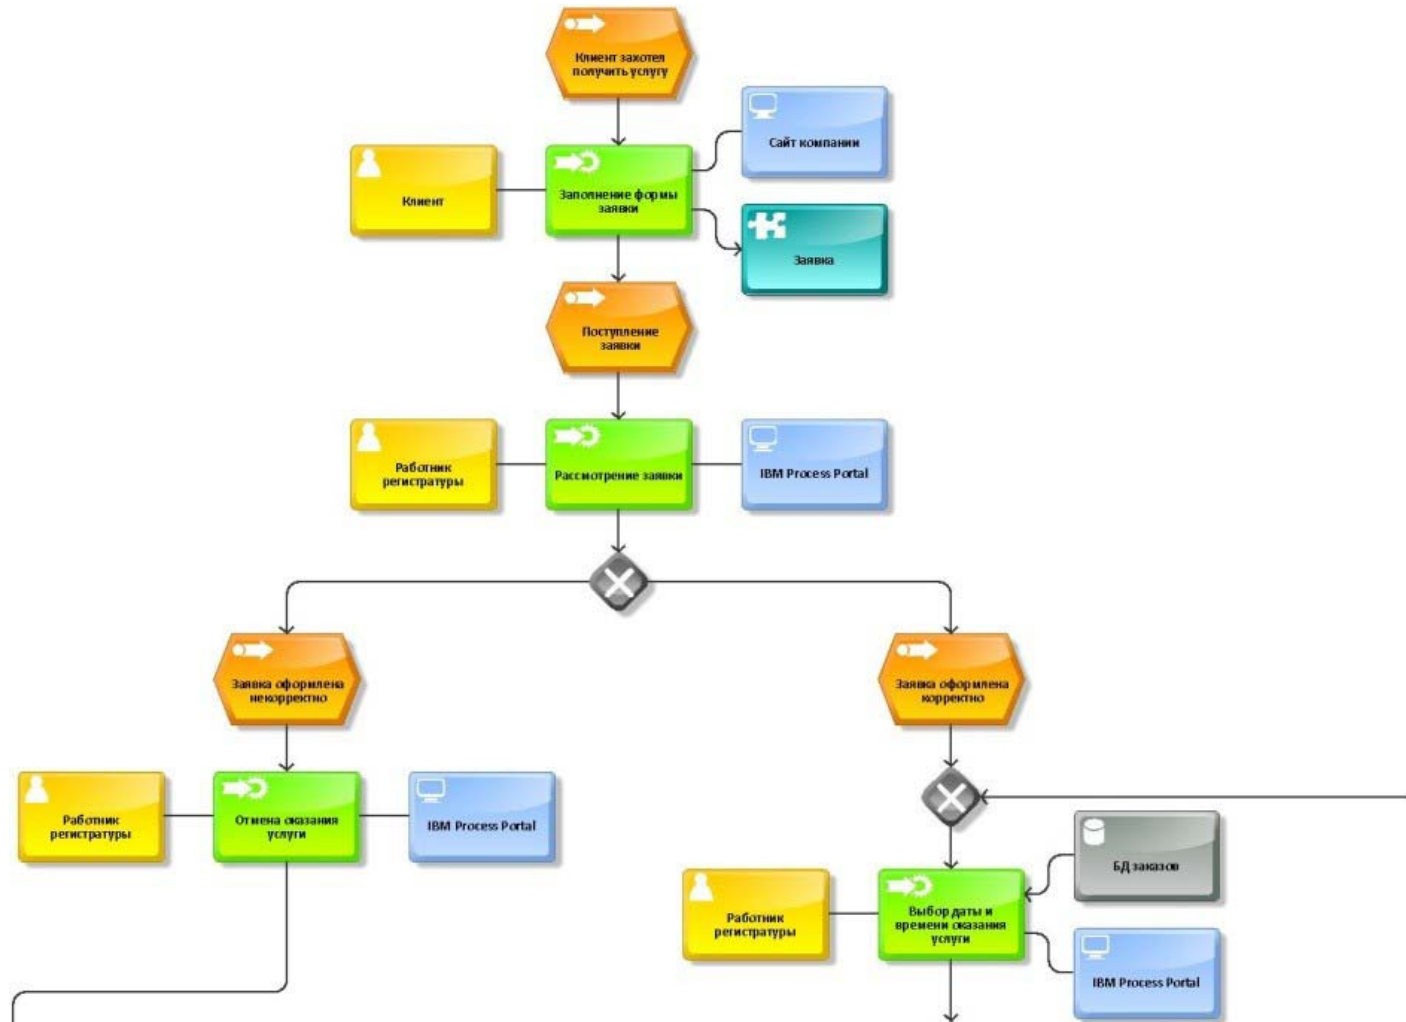 Клиент захотел
получить услугу
Сайт компании
Клиент
Заполнение формы
заявки
Заявка
Поступление
заявки
Работник
регистратуры
Рассмотрение заявки
IBM Process Portal
Заявка оформлена
некорректно
Заявка оформлена
корректно
Работник
регистратуры
Отмена оказания
услуги
IBM Process Portal
БД заказов
Работник
регистратуры
Выбор даты и
времени оказания
услуги
IBM Process Portal